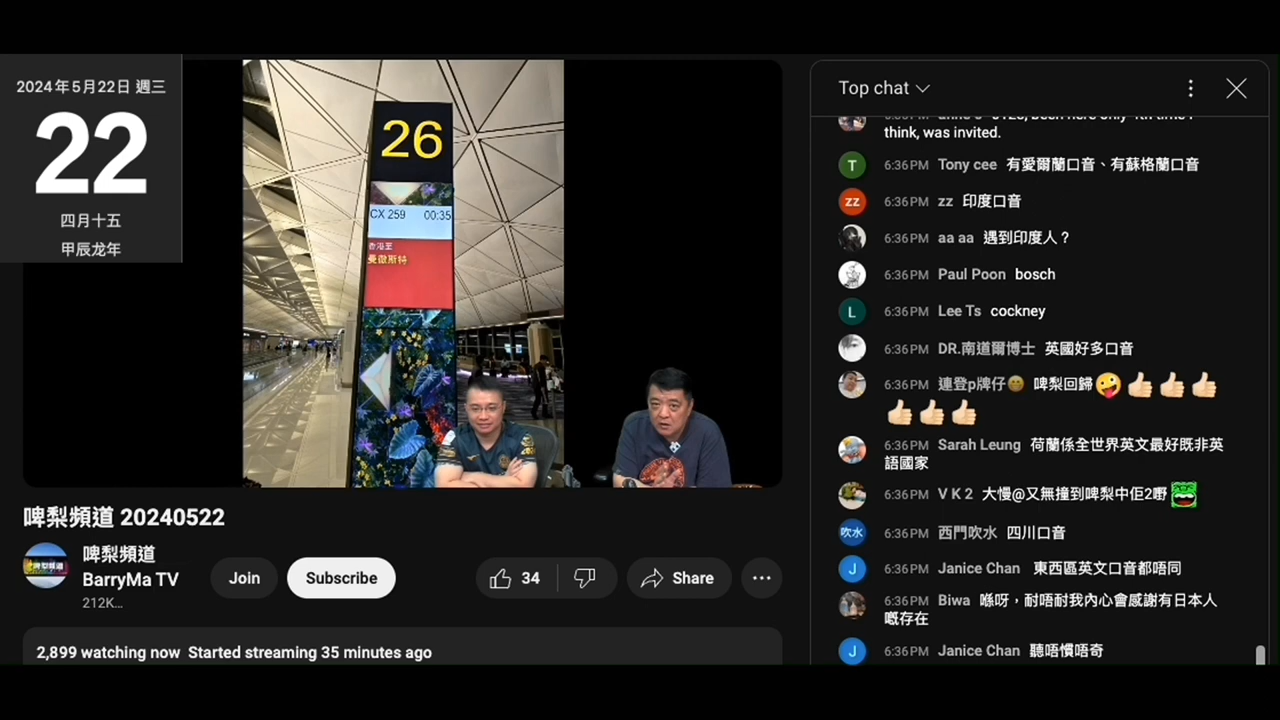 2024年5月22日 週三
22
四月十五
甲辰龙年
26
CX 259 00:35
香港至
曼徹斯特
啤梨頻道 20240522
啤梨頻道
BarryMa TV
212K...
Join
Subscribe
34
Share
2,899 watching now Started streaming 35 minutes ago
Top chat
think, was invited.
T
6:36PM Tony cee 有愛爾蘭口音、有蘇格蘭口音
zz
6:36PM zz 印度口音
6:36PM aa aa 遇到印度人？
6:36PM Paul Poon bosch
L
6:36PM Lee Ts cockney
6:36PM DR.南道爾博士 英國好多口音
6:36PM 連登p牌仔😁 啤梨回歸🤪👍🏻👍🏻👍🏻
👍🏻👍🏻👍🏻
6:36PM Sarah Leung 荷蘭係全世界英文最好既非英
語國家
6:36PM V K 2 大慢@又無撞到啤梨中佢2嘢
吹水
6:36PM 西門吹水 四川口音
J
6:36PM Janice Chan 東西區英文口音都唔同
6:36PM Biwa 喺呀，耐唔耐我內心會感謝有日本人
嘅存在
J
6:36PM Janice Chan 聽唔慣唔奇